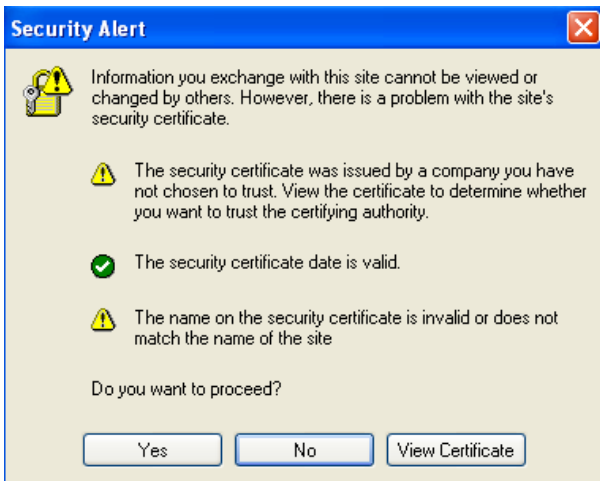 Security Alert
Information you exchange with this site cannot be viewed or
changed by others. However, there is a problem with the site's
security certificate.
The security certificate was issued by a company you have
not chosen to trust. View the certificate to determine whether
you want to trust the certifying authority.
The security certificate date is valid.
The name on the security certificate is invalid or does not
match the name of the site
Do you want to proceed?
Yes No View Certificate